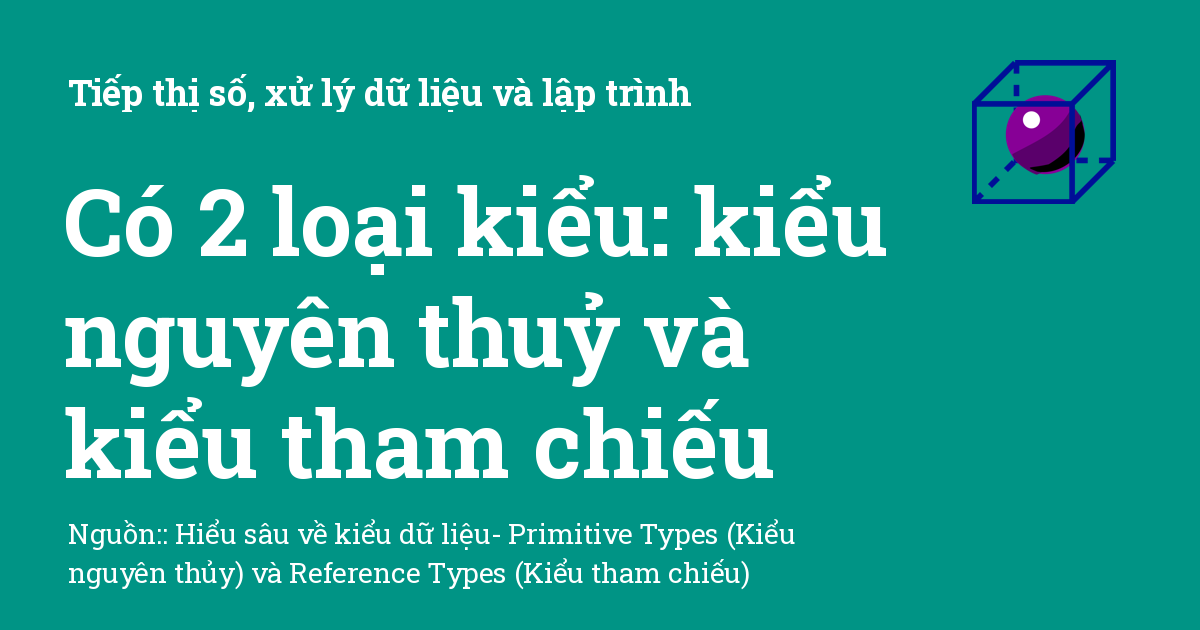 Tiếp thị số, xử lý dữ liệu và lập trình
Có 2 loại kiểu: kiểu
nguyên thuỷ và
kiểu tham chiếu
Nguồn:: Hiểu sâu về kiểu dữ liệu- Primitive Types (Kiểu
nguyên thủy) và Reference Types (Kiểu tham chiếu)